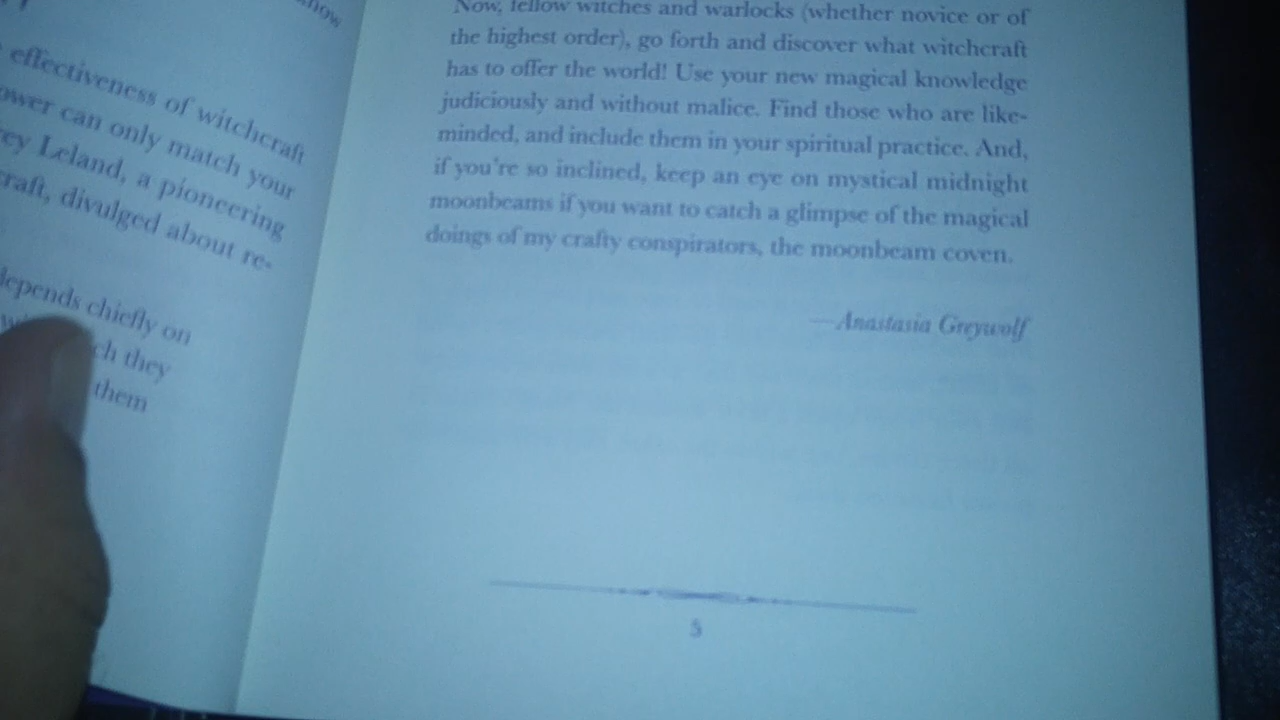 now
effectiveness of witchcraft
ower can only match your
ey Leland, a pioneering
craft, divulged about re-
depends chiefly on
ch they
them
Now, fellow witches and warlocks (whether novice or of
the highest order), go forth and discover what witchcraft
has to offer the world! Use your new magical knowledge
judiciously and without malice. Find those who are like-
minded, and include them in your spiritual practice. And,
if you're so inclined, keep an eye on mystical midnight
moonbeams if you want to catch a glimpse of the magical
doings of my crafty conspirators, the moonbeam coven.
—Anastasia Greywolf